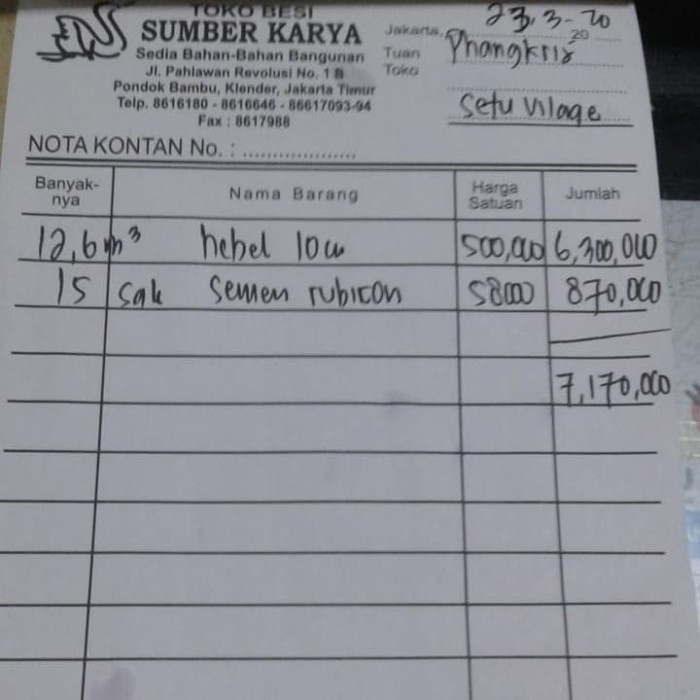 TOKO BESI
SUMBER KARYA
Sedia Bahan-Bahan Bangunan
Jl. Pahlawan Revolusi No. 1 B
Pondok Bambu, Klender, Jakarta Timur
Telp. 8616180 - 8616646 - 86617093-94
Fax : 8617988
Jakarta, 23.3-20 20
Tuan Phangkris
Toko
Setu Vilage
NOTA KONTAN No. : ...................
Banyak-nya Nama Barang Harga Satuan Jumlah
12,6 m³ hebel 10cm 500,000 6,300,000
15 sak semen rubicon 58000 870,000
7,170,000